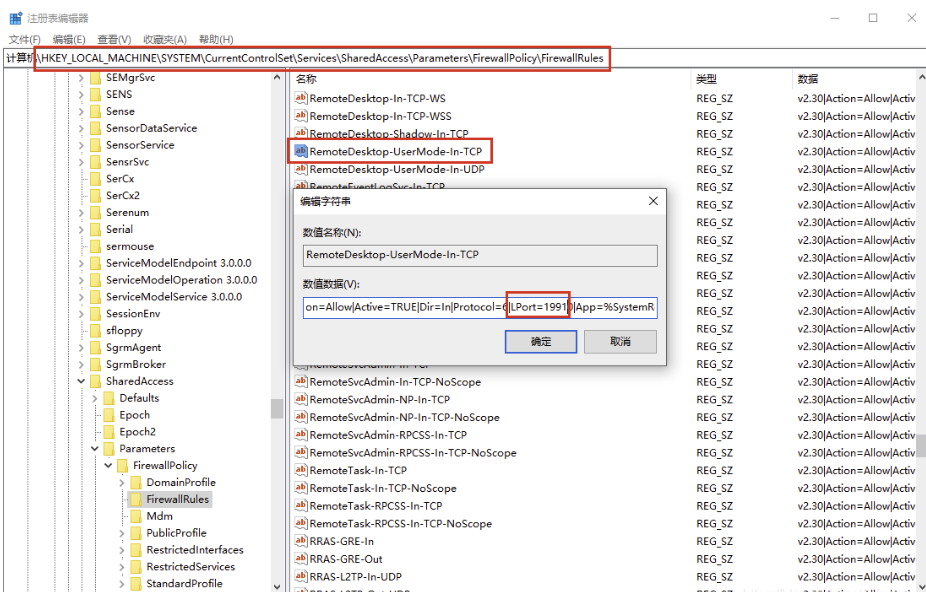 注册表编辑器
文件(F) 编辑(E) 查看(V) 收藏夹(A) 帮助(H)
计算机\HKEY_LOCAL_MACHINE\SYSTEM\CurrentControlSet\Services\SharedAccess\Parameters\FirewallPolicy\FirewallRules
SEMgrSvc
SENS
Sense
SensorDataService
SensorService
SensrSvc
SerCx
SerCx2
Serenum
Serial
sermouse
ServiceModelEndpoint 3.0.0.0
ServiceModelOperation 3.0.0.0
ServiceModelService 3.0.0.0
SessionEnv
sfloppy
SgrmAgent
SgrmBroker
SharedAccess
Defaults
Epoch
Epoch2
Parameters
FirewallPolicy
DomainProfile
FirewallRules
Mdm
PublicProfile
RestrictedInterfaces
RestrictedServices
StandardProfile
名称 类型 数据
RemoteDesktop-In-TCP-WS REG_SZ v2.30|Action=Allow|Activ
RemoteDesktop-In-TCP-WSS REG_SZ v2.30|Action=Allow|Activ
RemoteDesktop-Shadow-In-TCP REG_SZ v2.30|Action=Allow|Activ
RemoteDesktop-UserMode-In-TCP REG_SZ v2.30|Action=Allow|Activ
RemoteDesktop-UserMode-In-UDP REG_SZ v2.30|Action=Allow|Activ
RemoteEventLogSvc-In-TCP REG_SZ v2.30|Action=Allow|Activ
REG_SZ v2.30|Action=Allow|Activ
REG_SZ v2.30|Action=Allow|Activ
REG_SZ v2.30|Action=Allow|Activ
REG_SZ v2.30|Action=Allow|Activ
REG_SZ v2.30|Action=Allow|Activ
REG_SZ v2.30|Action=Allow|Activ
REG_SZ v2.30|Action=Allow|Activ
REG_SZ v2.30|Action=Allow|Activ
REG_SZ v2.30|Action=Allow|Activ
REG_SZ v2.30|Action=Allow|Activ
编辑字符串
数值名称(N):
RemoteDesktop-UserMode-In-TCP
数值数据(V):
on=Allow|Active=TRUE|Dir=In|Protocol=6|LPort=19910|App=%SystemR
确定 取消
RemoteSvcAdmin-In-TCP-NoScope REG_SZ v2.30|Action=Allow|Activ
RemoteSvcAdmin-NP-In-TCP REG_SZ v2.30|Action=Allow|Activ
RemoteSvcAdmin-NP-In-TCP-NoScope REG_SZ v2.30|Action=Allow|Activ
RemoteSvcAdmin-RPCSS-In-TCP REG_SZ v2.30|Action=Allow|Activ
RemoteSvcAdmin-RPCSS-In-TCP-NoScope REG_SZ v2.30|Action=Allow|Activ
RemoteTask-In-TCP REG_SZ v2.30|Action=Allow|Activ
RemoteTask-In-TCP-NoScope REG_SZ v2.30|Action=Allow|Activ
RemoteTask-RPCSS-In-TCP REG_SZ v2.30|Action=Allow|Activ
RemoteTask-RPCSS-In-TCP-NoScope REG_SZ v2.30|Action=Allow|Activ
RRAS-GRE-In REG_SZ v2.30|Action=Allow|Activ
RRAS-GRE-Out REG_SZ v2.30|Action=Allow|Activ
RRAS-L2TP-In-UDP REG_SZ v2.30|Action=Allow|Activ